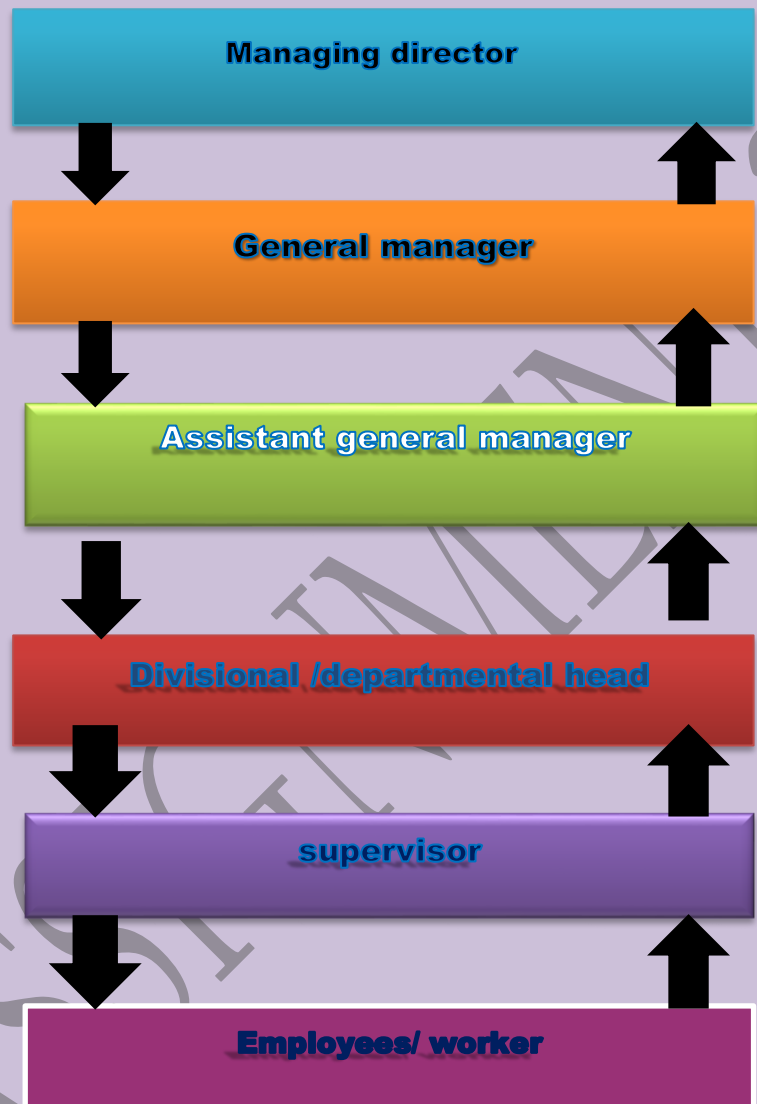 Managing director
General manager
Assistant general manager
Divisional /departmental head
supervisor
Employees/ worker